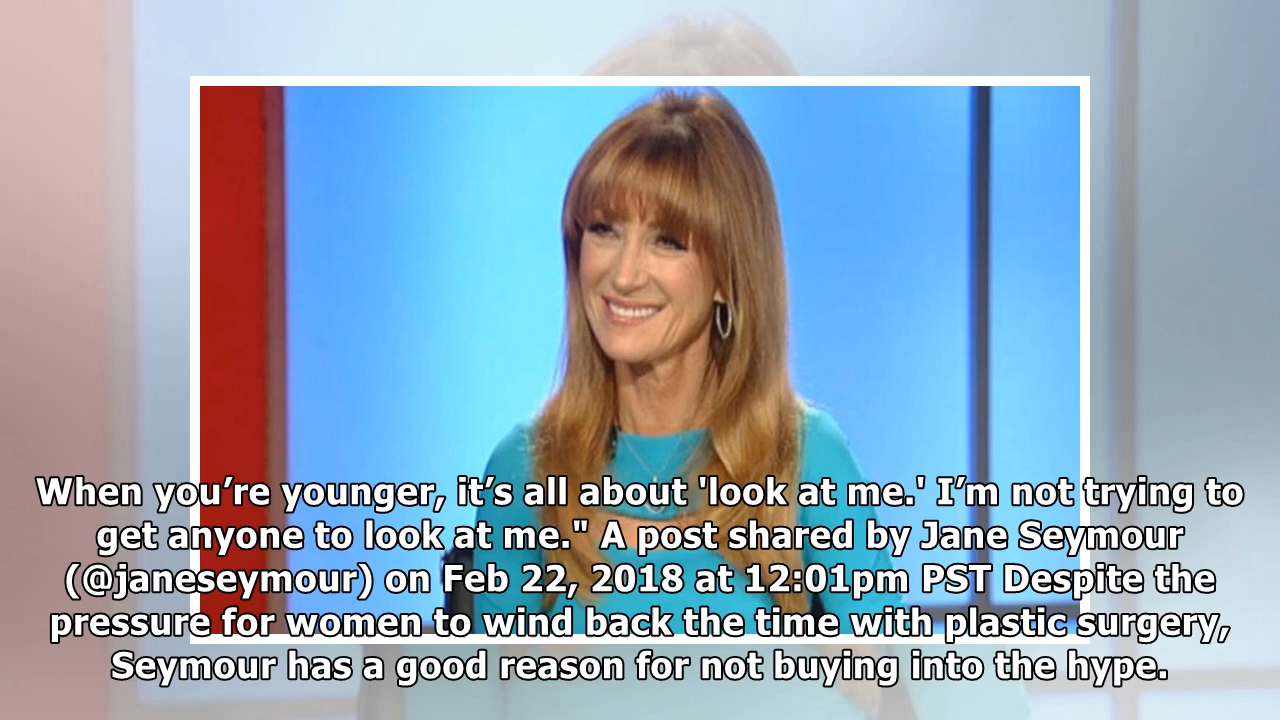 When you’re younger, it’s all about 'look at me.' I’m not trying to
get anyone to look at me." A post shared by Jane Seymour
(@janeseymour) on Feb 22, 2018 at 12:01pm PST Despite the
pressure for women to wind back the time with plastic surgery,
Seymour has a good reason for not buying into the hype.